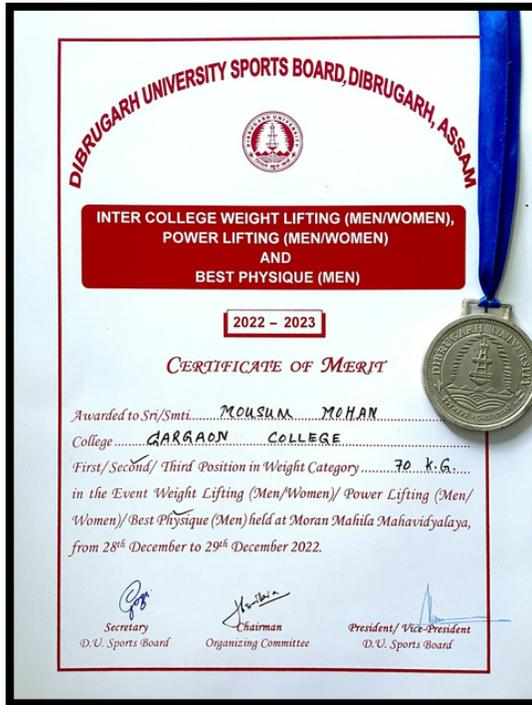 DIBRUGARH UNIVERSITY SPORTS BOARD, DIBRUGARH, ASSAM
DIBRUGARH UNIVERSITY
INTER COLLEGE WEIGHT LIFTING (MEN/WOMEN),
POWER LIFTING (MEN/WOMEN)
AND
BEST PHYSIQUE (MEN)
2022 – 2023
CERTIFICATE OF MERIT
Awarded to Sri/Smti..... MOUSUM MOHAN
College ..... GARGAON COLLEGE
First/ Second/ Third Position in Weight Category ..... 70 K.G.
in the Event Weight Lifting (Men/Women)/ Power Lifting (Men/
Women)/ Best Physique (Men) held at Moran Mahila Mahavidyalaya,
from 28th December to 29th December 2022.
Secretary
D.U. Sports Board
Chairman
Organizing Committee
President/ Vice-President
D.U. Sports Board
DIBRUGARH UNIVERSITY